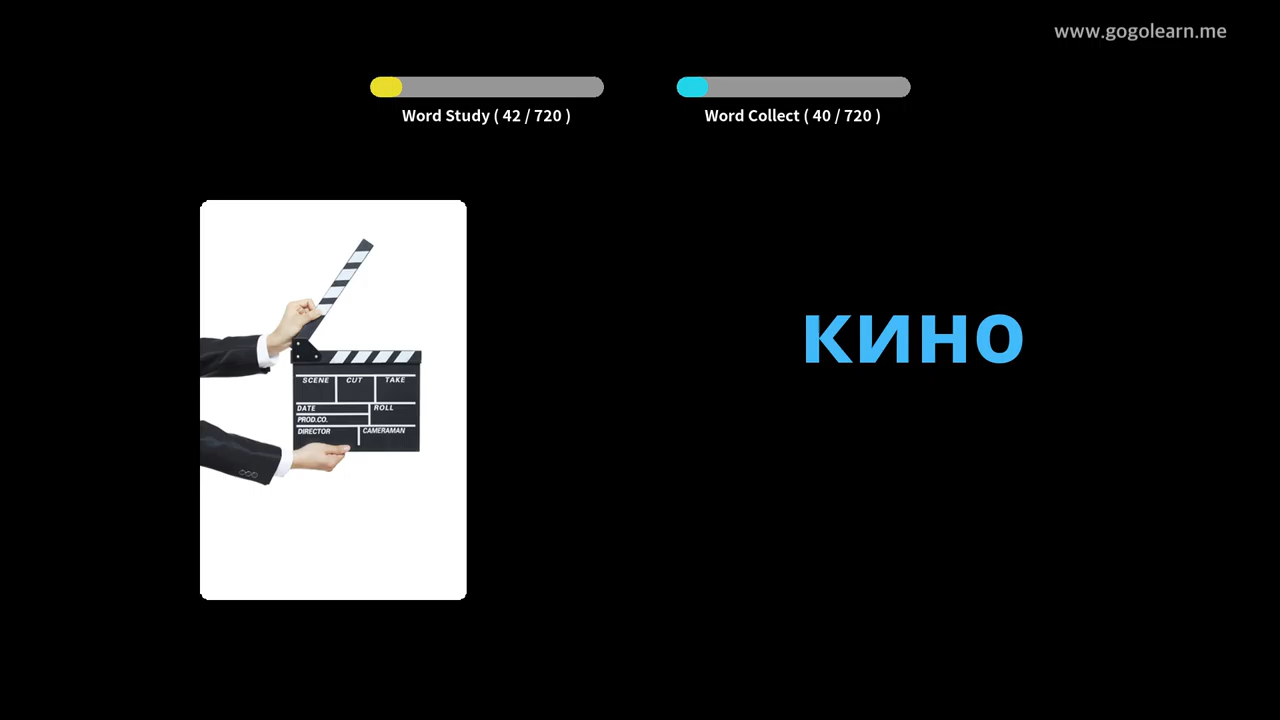 www.gogolearn.me
Word Study ( 42 / 720 )
Word Collect ( 40 / 720 )
кино
SCENE CUT TAKE
DATE ROLL
PROD.CO.
DIRECTOR CAMERAMAN